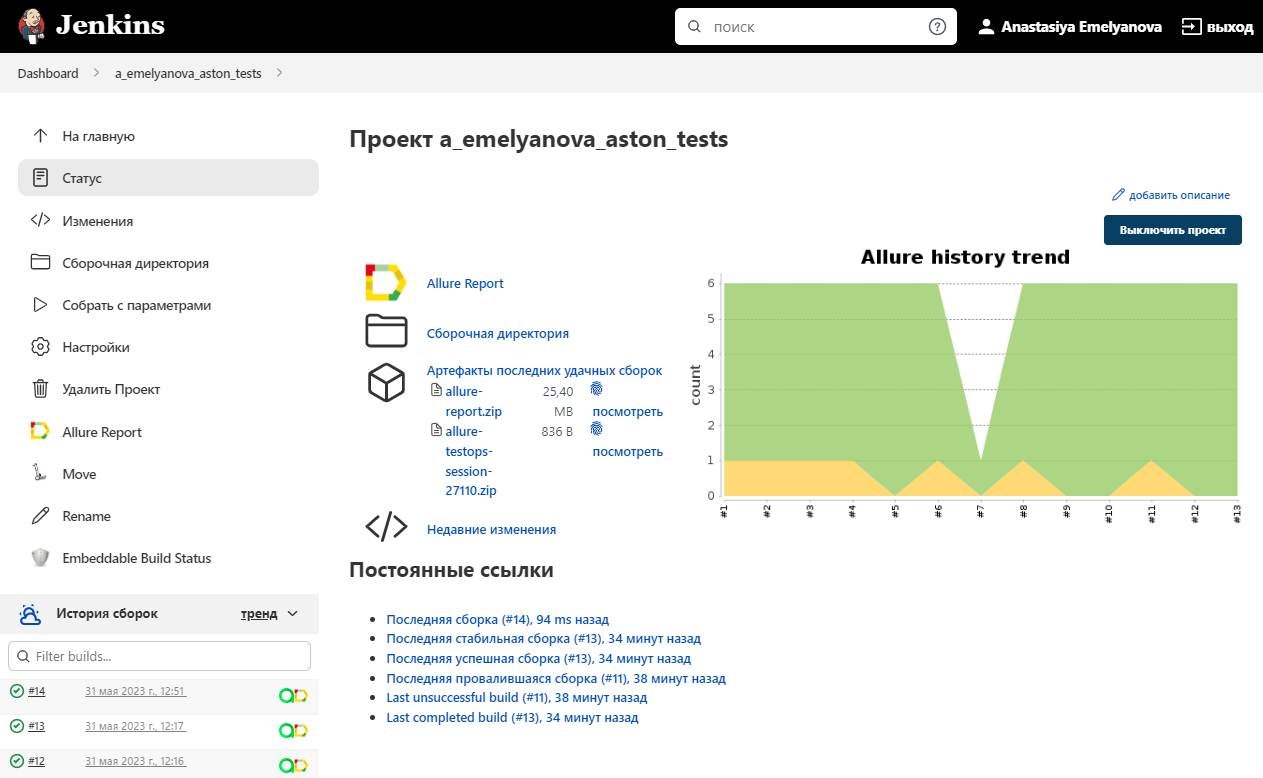 Jenkins
поиск
Anastasiya Emelyanova
выход
Dashboard
a_emelyanova_aston_tests
На главную
Статус
Изменения
Сборочная директория
Собрать с параметрами
Настройки
Удалить Проект
Allure Report
Move
Rename
Embeddable Build Status
История сборок
тренд
Filter builds...
#14 31 мая 2023 г., 12:51
#13 31 мая 2023 г., 12:17
#12 31 мая 2023 г., 12:16
Проект a_emelyanova_aston_tests
добавить описание
Выключить проект
Allure Report
Сборочная директория
Артефакты последних удачных сборок
allure-
report.zip
25,40
MB
посмотреть
allure-
testops-
session-
27110.zip
836 B
посмотреть
Недавние изменения
Allure history trend
count
6
5
4
3
2
1
0
#1 #2 #3 #4 #5 #6 #7 #8 #9 #10 #11 #12 #13
Постоянные ссылки
Последняя сборка (#14), 94 ms назад
Последняя стабильная сборка (#13), 34 минут назад
Последняя успешная сборка (#13), 34 минут назад
Последняя провалившаяся сборка (#11), 38 минут назад
Last unsuccessful build (#11), 38 минут назад
Last completed build (#13), 34 минут назад